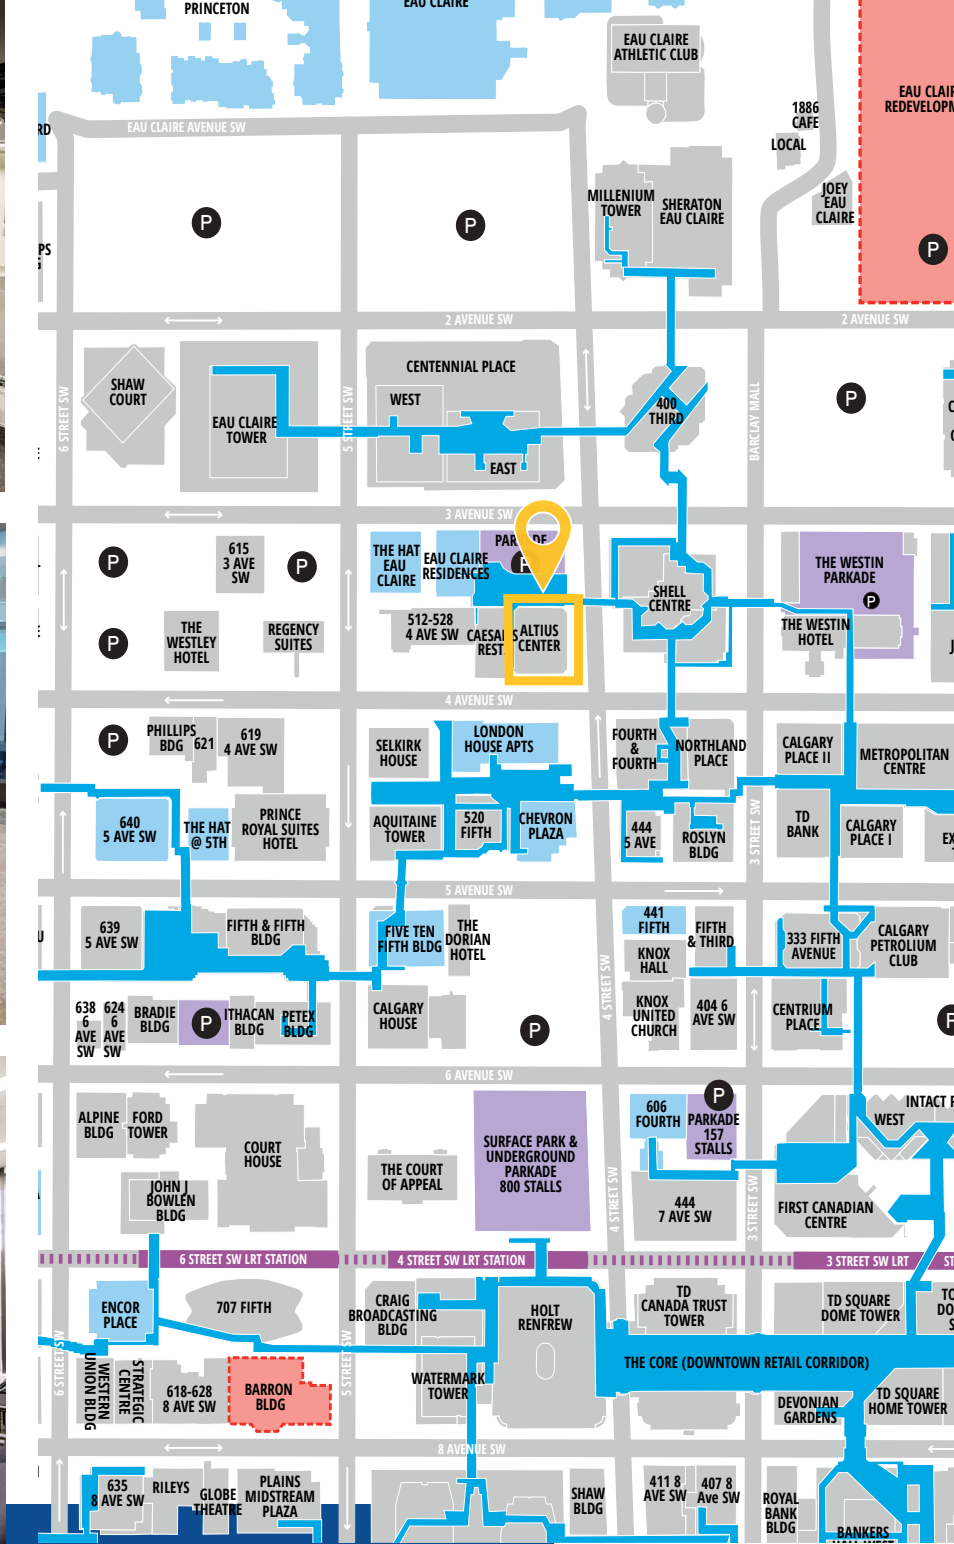 PRINCETON
EAU CLAIRE
EAU CLAIRE
ATHLETIC CLUB
EAU CLAIR
REDEVELOPM
1886
CAFE
LOCAL
RD
EAU CLAIRE AVENUE SW
JOEY
EAU
CLAIRE
MILLENIUM
TOWER
SHERATON
EAU CLAIRE
P
P
P
PS
2 AVENUE SW
2 AVENUE SW
SHAW
COURT
EAU CLAIRE
TOWER
CENTENNIAL PLACE
WEST
EAST
400
THIRD
P
6 STREET SW
5 STREET SW
BARCLAY MALL
3 AVENUE SW
P
615
3 AVE
SW
P
THE HAT
EAU
CLAIRE
EAU CLAIRE
RESIDENCES
P
SHELL
CENTRE
THE WESTIN
PARKADE
P
THE WESTIN
HOTEL
P
THE
WESTLEY
HOTEL
REGENCY
SUITES
512-528
4 AVE SW
ALTIUS
CENTER
4 AVENUE SW
P
PHILLIPS
BDG
621
619
4 AVE SW
SELKIRK
HOUSE
LONDON
HOUSE APTS
FOURTH
&
FOURTH
NORTHLAND
PLACE
CALGARY
PLACE II
METROPOLITAN
CENTRE
640
5 AVE SW
THE HAT
@ 5TH
PRINCE
ROYAL SUITES
HOTEL
AQUITAINE
TOWER
520
FIFTH
CHEVRON
PLAZA
444
5 AVE
ROSLYN
BLDG
3 STREET SW
TD
BANK
CALGARY
PLACE I
EX
5 AVENUE SW
639
5 AVE SW
FIFTH & FIFTH
BLDG
FIVE TEN
FIFTH BLDG
THE
DORIAN
HOTEL
441
FIFTH
KNOX
HALL
FIFTH
& THIRD
333 FIFTH
AVENUE
CALGARY
PETROLIUM
CLUB
4 STREET SW
638
6
AVE
SW
624
6
AVE
SW
BRADIE
BLDG
P
ITHACAN
BLDG
PETEX
BLDG
CALGARY
HOUSE
P
KNOX
UNITED
CHURCH
404 6
AVE SW
CENTRIUM
PLACE
P
6 AVENUE SW
ALPINE
BLDG
FORD
TOWER
COURT
HOUSE
THE COURT
OF APPEAL
SURFACE PARK &
UNDERGROUND
PARKADE
800 STALLS
606
FOURTH
P
PARKADE
157
STALLS
WEST
INTACT P
JOHN J
BOWLEN
BLDG
4 STREET SW
444
7 AVE SW
3 STREET SW
FIRST CANADIAN
CENTRE
6 STREET SW LRT STATION
4 STREET SW LRT STATION
3 STREET SW LRT
ST
ENCOR
PLACE
707 FIFTH
CRAIG
BROADCASTING
BLDG
HOLT
RENFREW
TD
CANADA TRUST
TOWER
TD SQUARE
DOME TOWER
TO
DO
S
6 STREET SW
5 STREET SW
THE CORE (DOWNTOWN RETAIL CORRIDOR)
WESTERN
UNION BLDG
STRATEGIC
CENTRE
618-628
8 AVE SW
BARRON
BLDG
WATERMARK
TOWER
DEVONIAN
GARDENS
TD SQUARE
HOME TOWER
8 AVENUE SW
635
8 AVE SW
RILEYS
GLOBE
THEATRE
PLAINS
MIDSTREAM
PLAZA
SHAW
BLDG
411 8
AVE SW
407 8
Ave SW
ROYAL
BANK
BLDG
BANKERS
HALL WEST